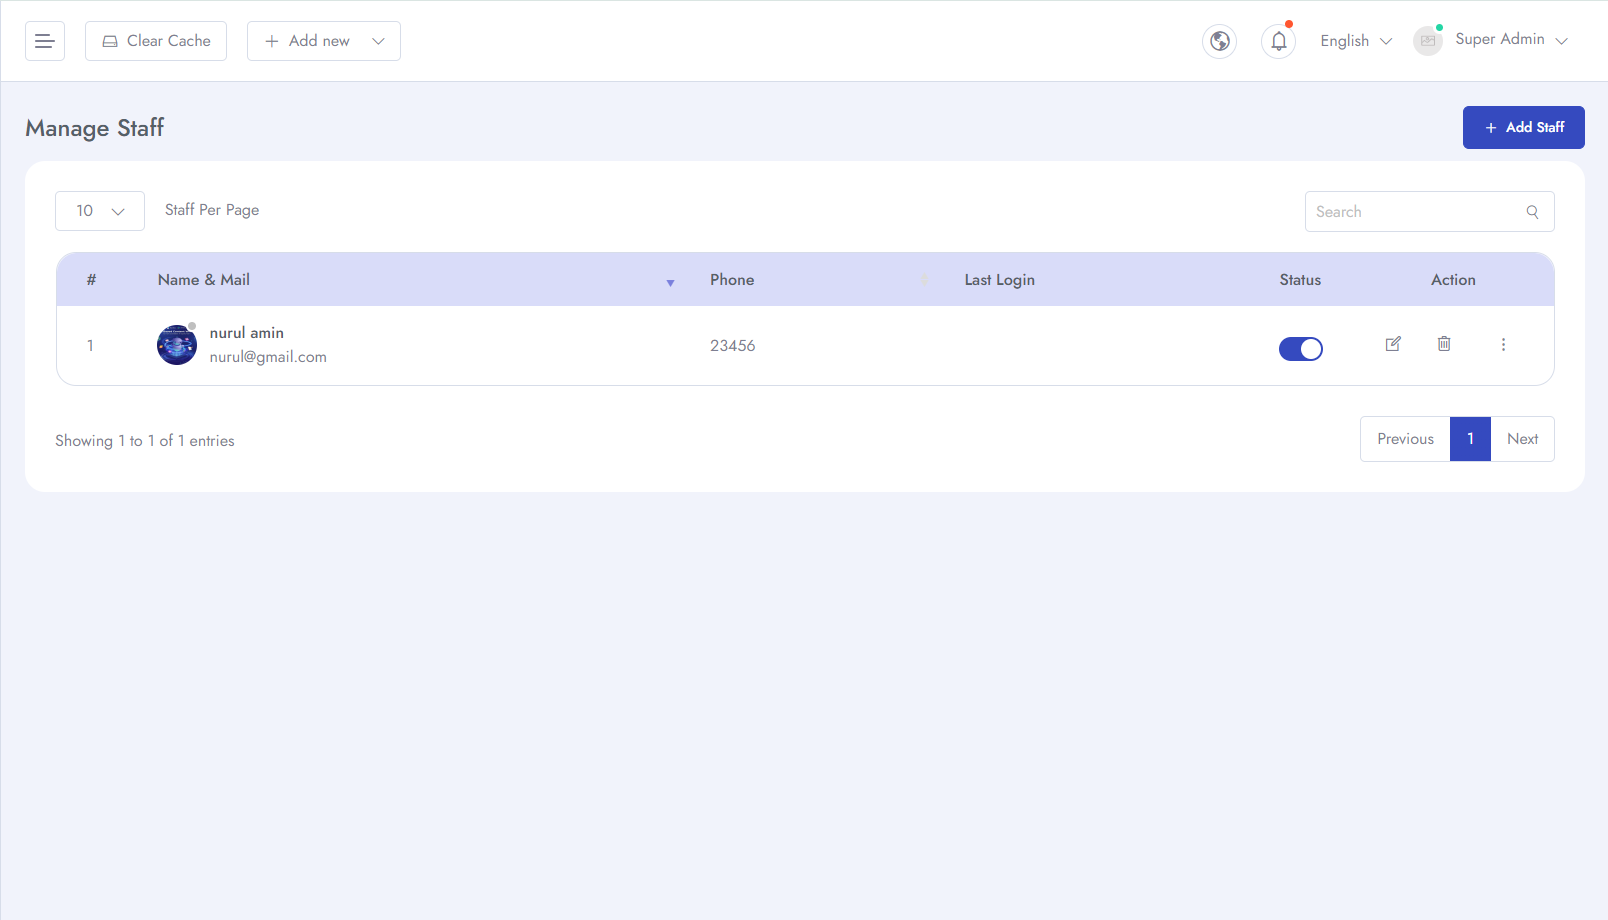 Clear Cache
Add new
English
Super Admin
Manage Staff
Add Staff
10
Staff Per Page
Search
# Name & Mail Phone Last Login Status Action
1 nurul amin 23456
nurul@gmail.com
Showing 1 to 1 of 1 entries
Previous 1 Next